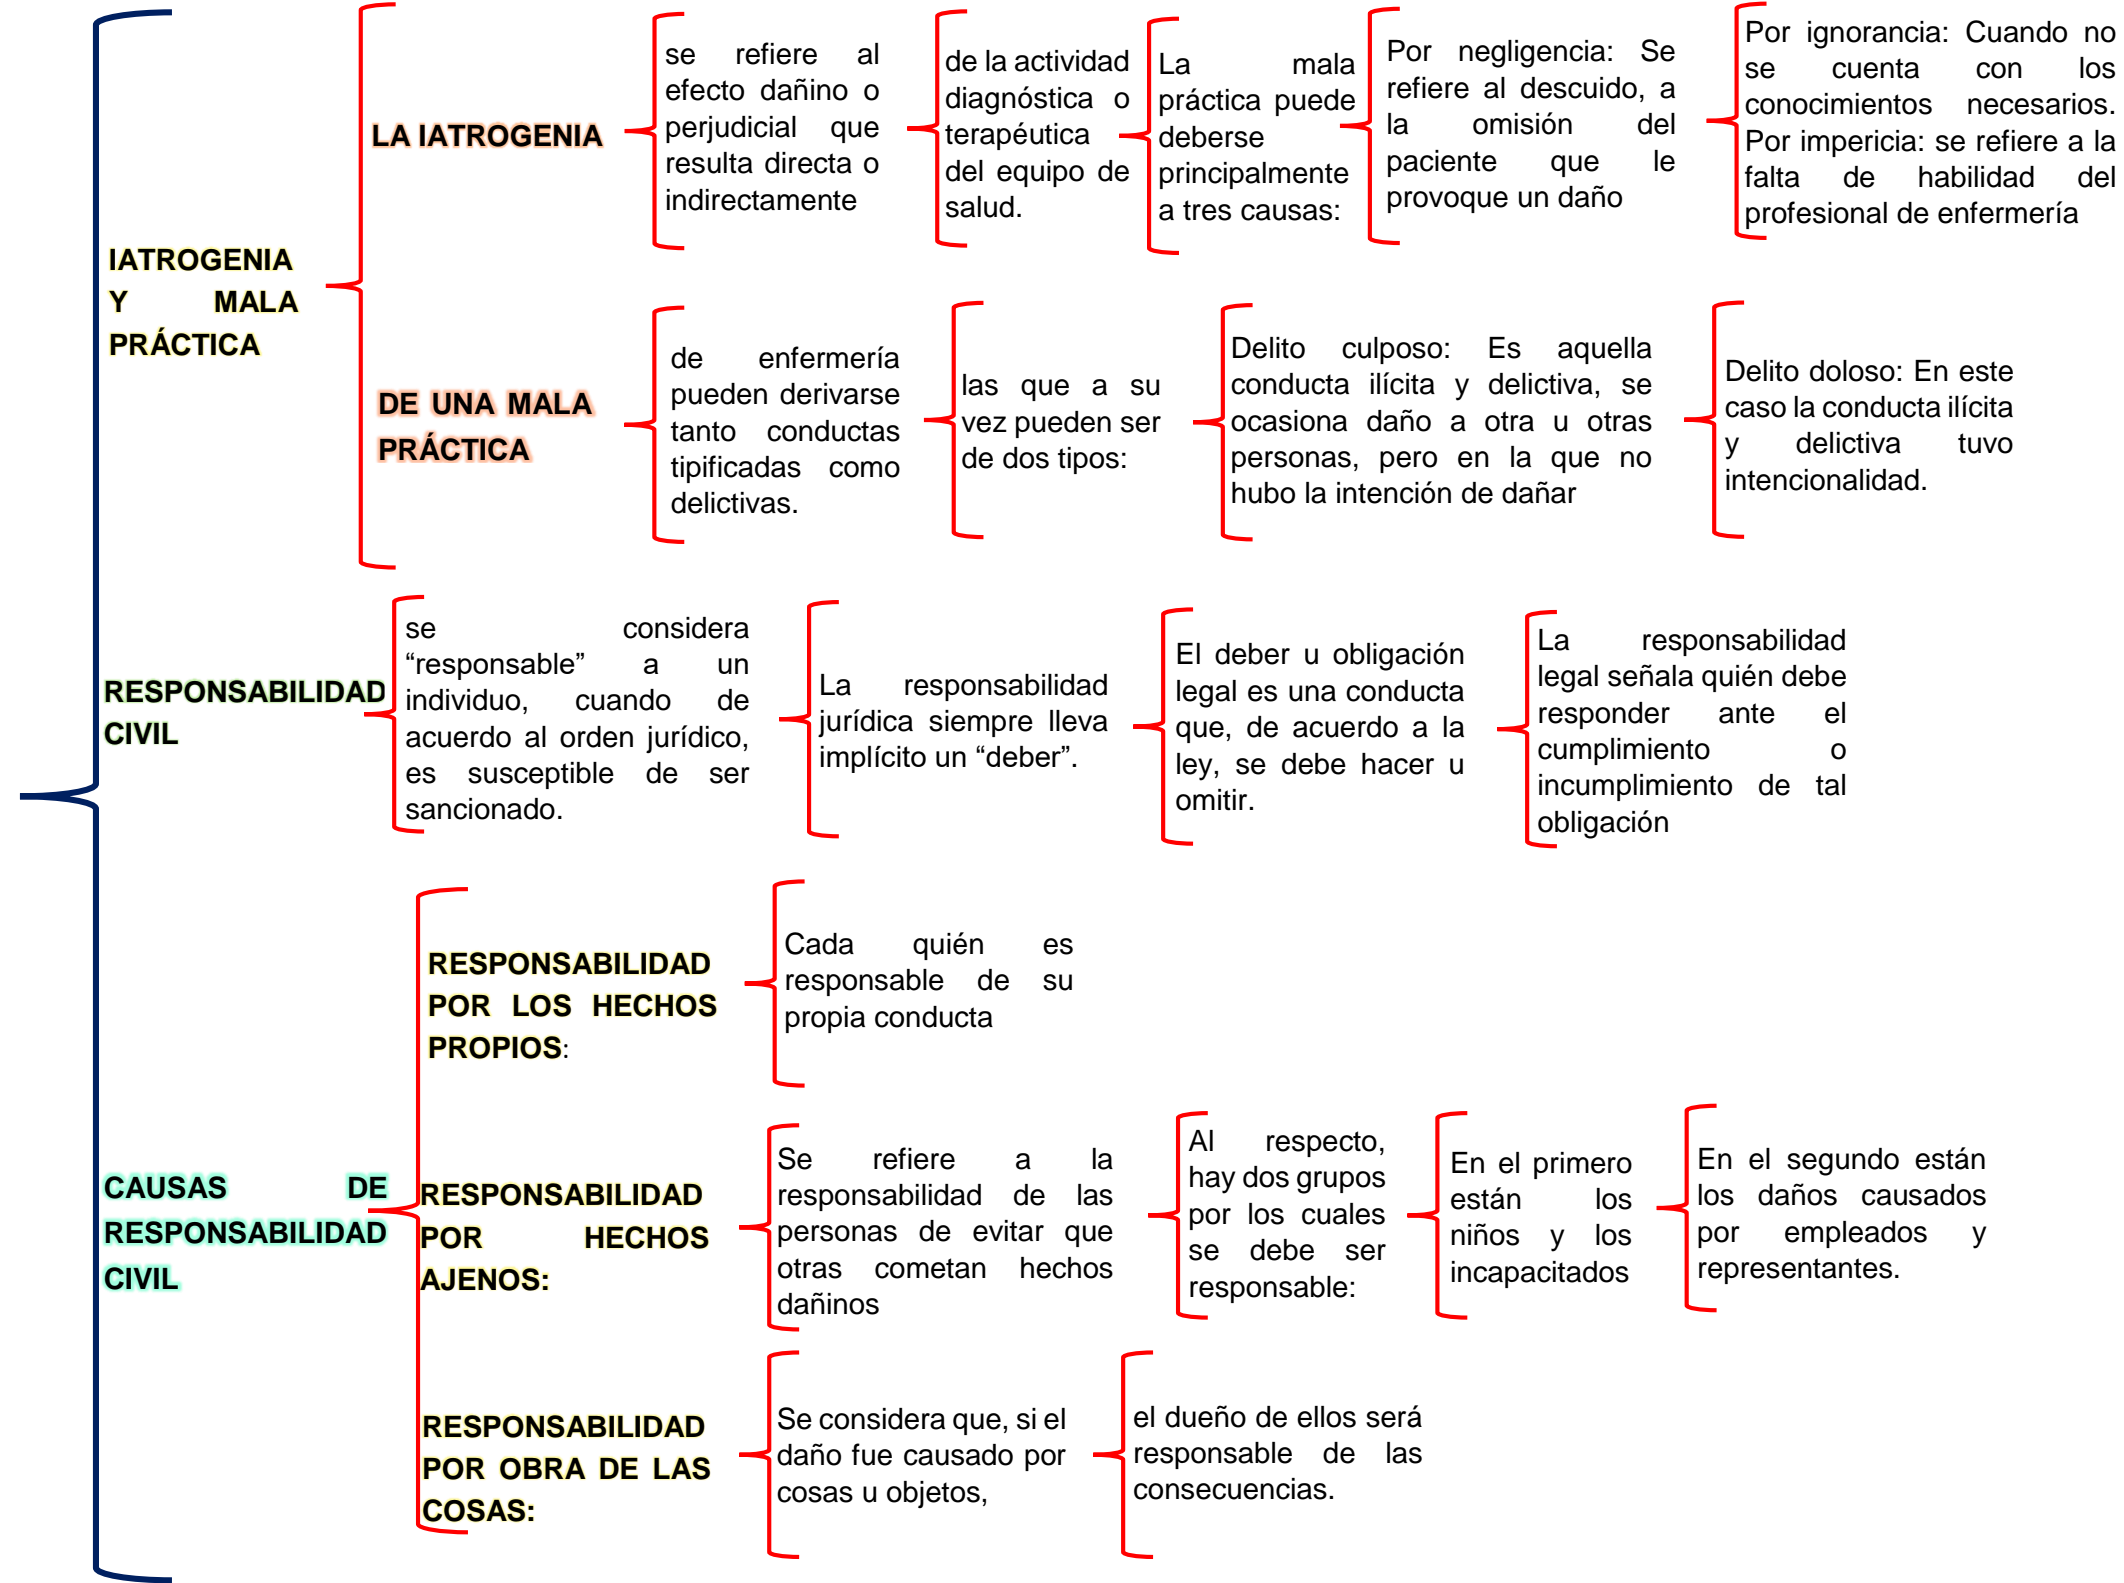 IATROGENIA
Y MALA
PRÁCTICA
LA IATROGENIA
se refiere al
efecto dañino o
perjudicial que
resulta directa o
indirectamente
de la actividad
diagnóstica o
terapéutica
del equipo de
salud.
La mala
práctica puede
deberse
principalmente
a tres causas:
Por negligencia: Se
refiere al descuido, a
la omisión del
paciente que le
provoque un daño
Por ignorancia: Cuando no
se cuenta con los
conocimientos necesarios.
Por impericia: se refiere a la
falta de habilidad del
profesional de enfermería
DE UNA MALA
PRÁCTICA
de enfermería
pueden derivarse
tanto conductas
tipificadas como
delictivas.
las que a su
vez pueden ser
de dos tipos:
Delito culposo: Es aquella
conducta ilícita y delictiva, se
ocasiona daño a otra u otras
personas, pero en la que no
hubo la intención de dañar
Delito doloso: En este
caso la conducta ilícita
y delictiva tuvo
intencionalidad.
RESPONSABILIDAD
CIVIL
se considera
“responsable” a un
individuo, cuando de
acuerdo al orden jurídico,
es susceptible de ser
sancionado.
La responsabilidad
jurídica siempre lleva
implícito un “deber”.
El deber u obligación
legal es una conducta
que, de acuerdo a la
ley, se debe hacer u
omitir.
La responsabilidad
legal señala quién debe
responder ante el
cumplimiento o
incumplimiento de tal
obligación
CAUSAS DE
RESPONSABILIDAD
CIVIL
RESPONSABILIDAD
POR LOS HECHOS
PROPIOS:
Cada quién es
responsable de su
propia conducta
RESPONSABILIDAD
POR HECHOS
AJENOS:
Se refiere a la
responsabilidad de las
personas de evitar que
otras cometan hechos
dañinos
Al respecto,
hay dos grupos
por los cuales
se debe ser
responsable:
En el primero
están los
niños y los
incapacitados
En el segundo están
los daños causados
por empleados y
representantes.
RESPONSABILIDAD
POR OBRA DE LAS
COSAS:
Se considera que, si el
daño fue causado por
cosas u objetos,
el dueño de ellos será
responsable de las
consecuencias.